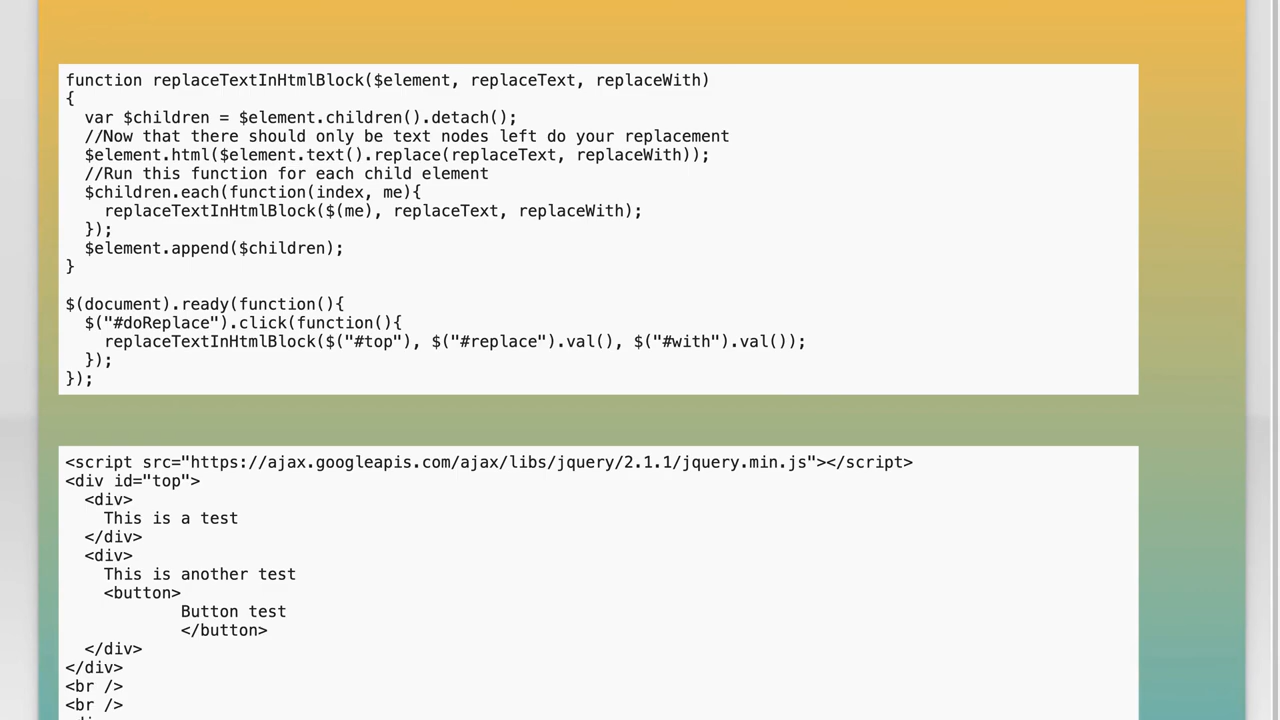 function replaceTextInHtmlBlock($element, replaceText, replaceWith)
{
  var $children = $element.children().detach();
  //Now that there should only be text nodes left do your replacement
  $element.html($element.text().replace(replaceText, replaceWith));
  //Run this function for each child element
  $children.each(function(index, me){
    replaceTextInHtmlBlock($(me), replaceText, replaceWith);
  });
  $element.append($children);
}

$(document).ready(function(){
  $("#doReplace").click(function(){
    replaceTextInHtmlBlock($("#top"), $("#replace").val(), $("#with").val());
  });
});

<script src="https://ajax.googleapis.com/ajax/libs/jquery/2.1.1/jquery.min.js"></script>
<div id="top">
  <div>
    This is a test
  </div>
  <div>
    This is another test
    <button>
            Button test
            </button>
  </div>
</div>
<br />
<br />